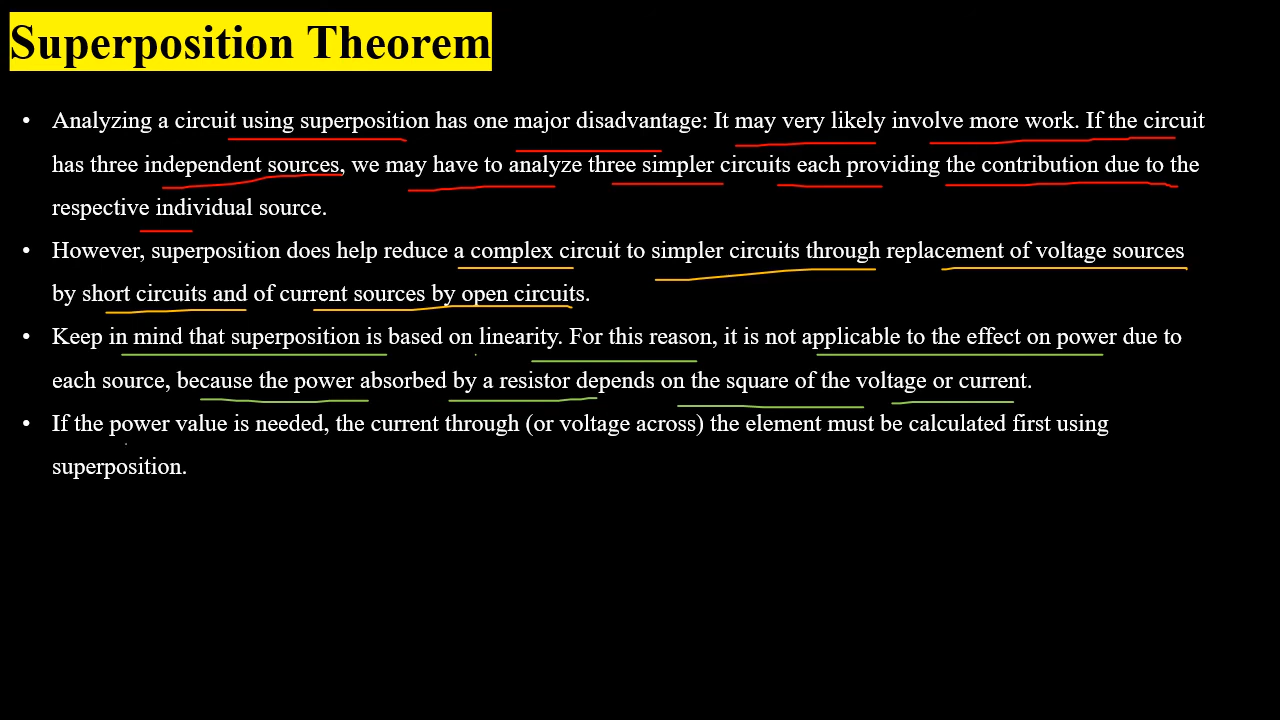 Superposition Theorem
• Analyzing a circuit using superposition has one major disadvantage: It may very likely involve more work. If the circuit
has three independent sources, we may have to analyze three simpler circuits each providing the contribution due to the
respective individual source.
• However, superposition does help reduce a complex circuit to simpler circuits through replacement of voltage sources
by short circuits and of current sources by open circuits.
• Keep in mind that superposition is based on linearity. For this reason, it is not applicable to the effect on power due to
each source, because the power absorbed by a resistor depends on the square of the voltage or current.
• If the power value is needed, the current through (or voltage across) the element must be calculated first using
superposition.